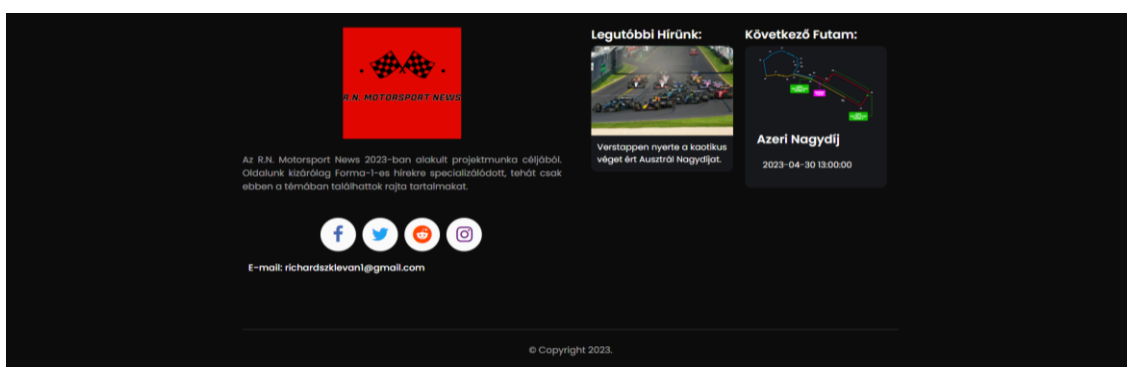 R.N. MOTORSPORT NEWS
Az R.N. Motorsport News 2023-ban alakult projektmunka céljából.
Oldalunk kizárólag Forma-1-es hírekre specializálódott, tehát csak
ebben a témában találhattok rajta tartalmakat.
E-mail: richardszklevan1@gmail.com
Legutóbbi Hírünk:
Verstappen nyerte a kaotikus
véget ért Ausztrál Nagydíjat.
Következő Futam:
Azeri Nagydíj
2023-04-30 13:00:00
© Copyright 2023.